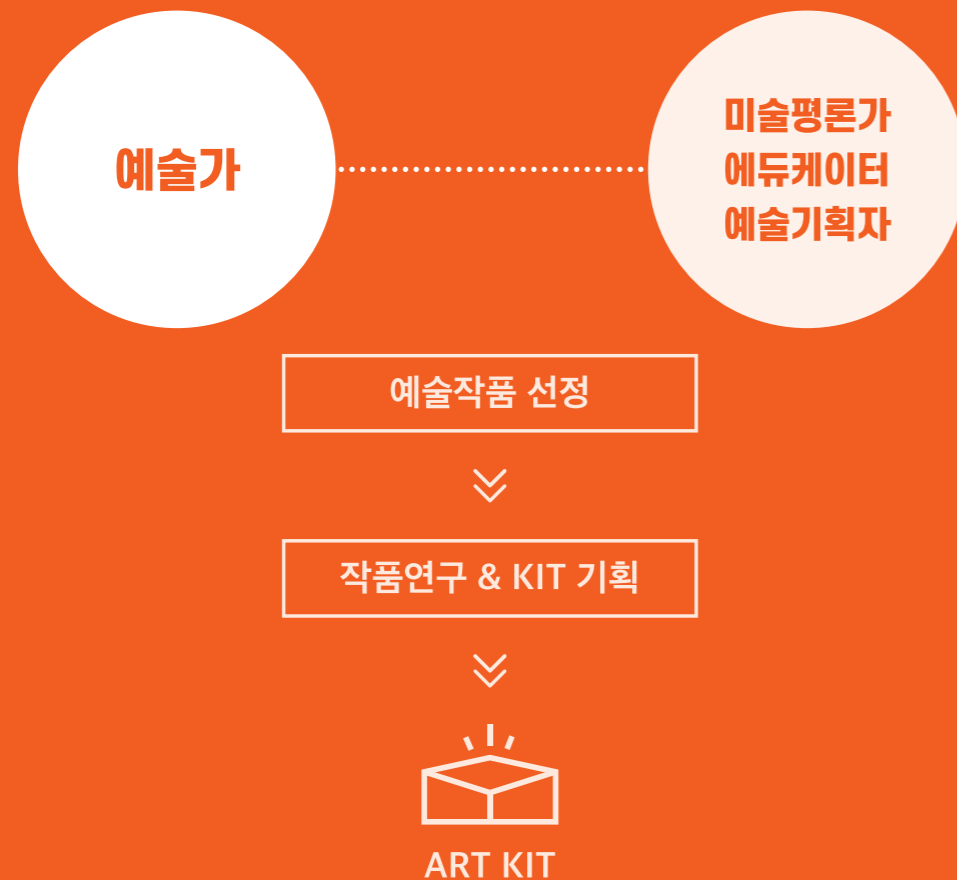 예술가
미술평론가
에듀케이터
예술기획자
예술작품 선정
작품연구 & KIT 기획
ART KIT